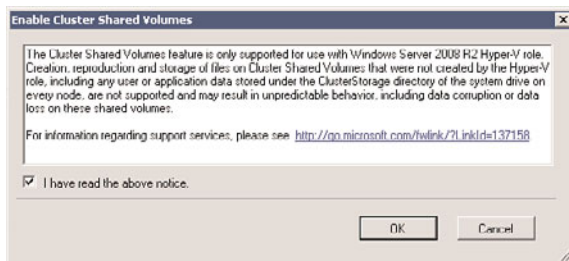 Enable Cluster Shared Volumes
The Cluster Shared Volumes feature is only supported for use with Windows Server 2008 R2 Hyper-V role.
Creation, reproduction and storage of files on Cluster Shared Volumes that were not created by the Hyper-V
role, including any user or application data stored under the ClusterStorage directory of the system drive on
every node, are not supported and may result in unpredictable behavior, including data corruption or data
loss on these shared volumes.
For information regarding support services, please see http://go.microsoft.com/fwlink/?LinkId=137158
I have read the above notice.
OK
Cancel